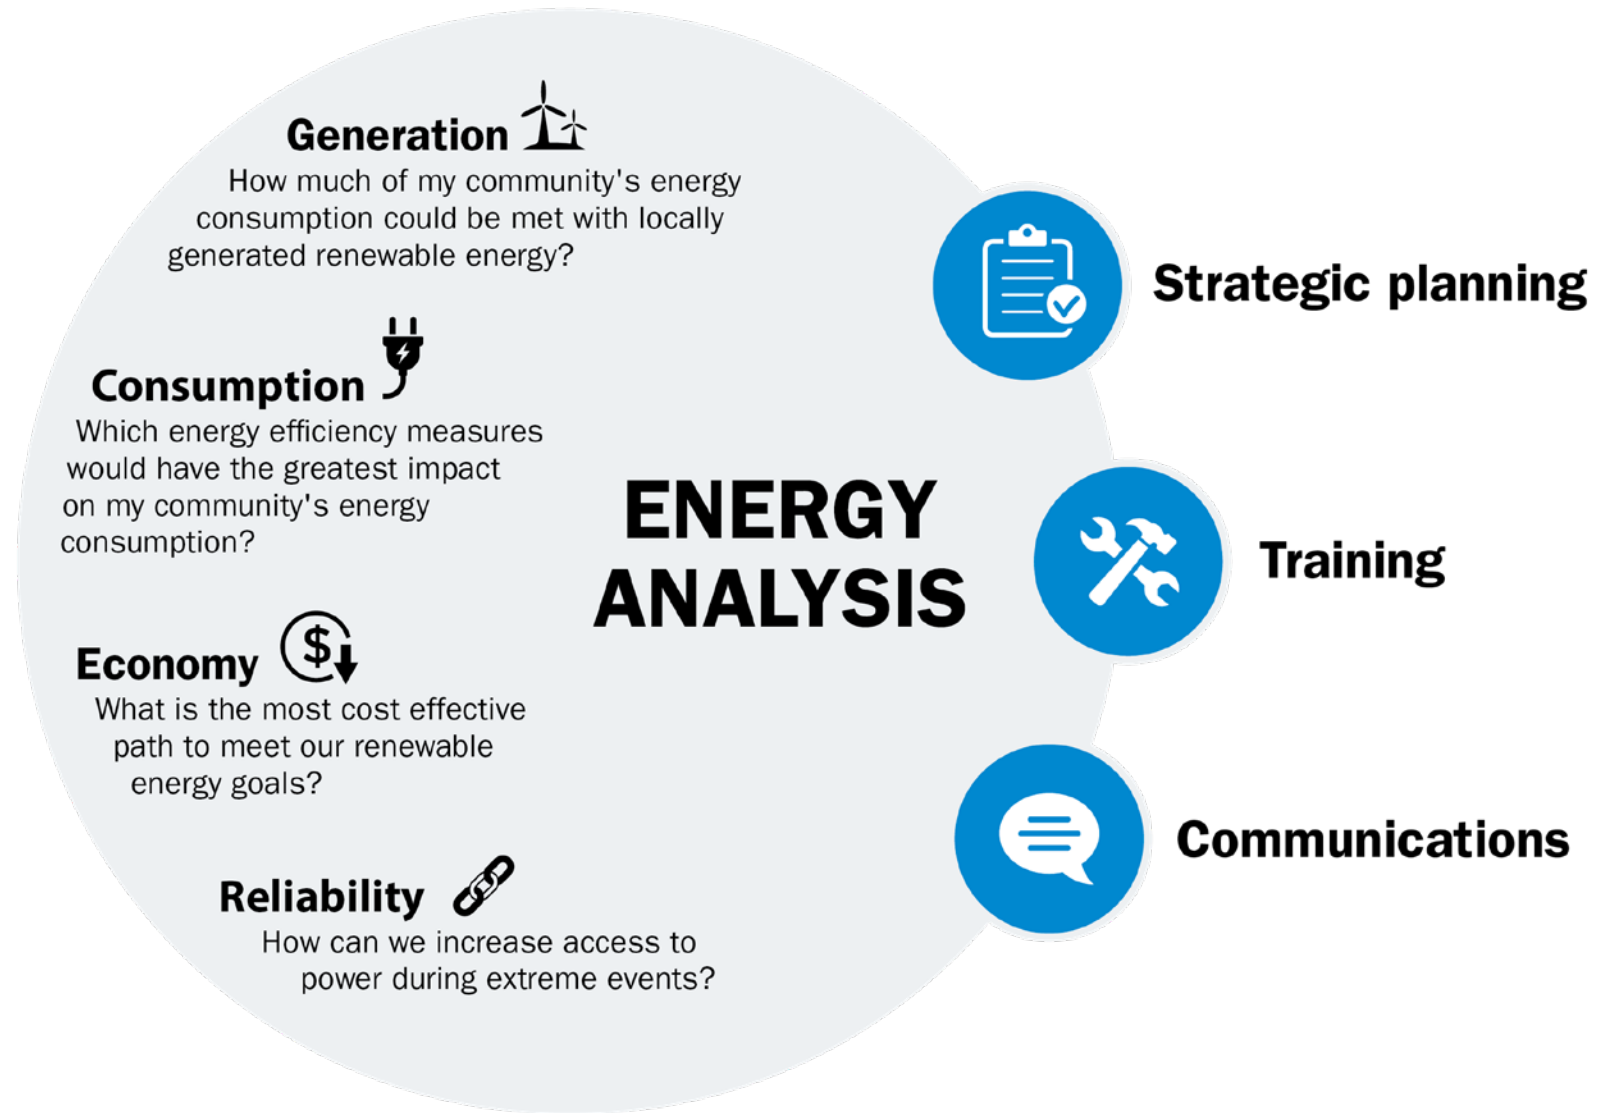 Generation
How much of my community's energy
consumption could be met with locally
generated renewable energy?
Consumption
Which energy efficiency measures
would have the greatest impact
on my community's energy
consumption?
Economy
What is the most cost effective
path to meet our renewable
energy goals?
Reliability
How can we increase access to
power during extreme events?
ENERGY
ANALYSIS
Strategic planning
Training
Communications